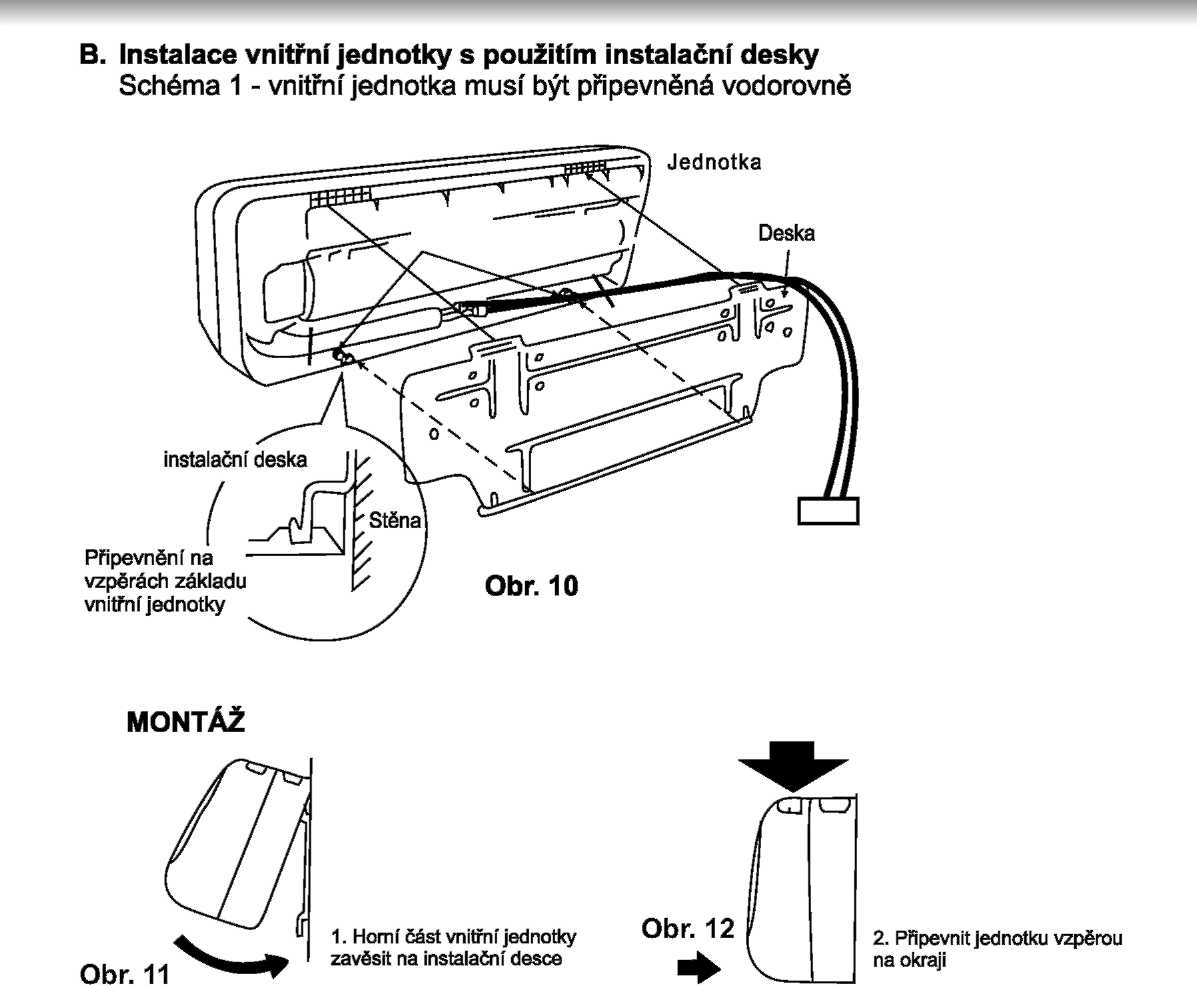 B. Instalace vnitřní jednotky s použitím instalační desky
Schéma 1 - vnitřní jednotka musí být připevněná vodorovně
Jednotka
Deska
instalační deska
Stěna
Připevnění na
vzpěrách základu
vnitřní jednotky
Obr. 10
MONTÁŽ
1. Horní část vnitřní jednotky
zavěsit na instalační desce
Obr. 11
Obr. 12
2. Připevnit jednotku vzpěrou
na okraji